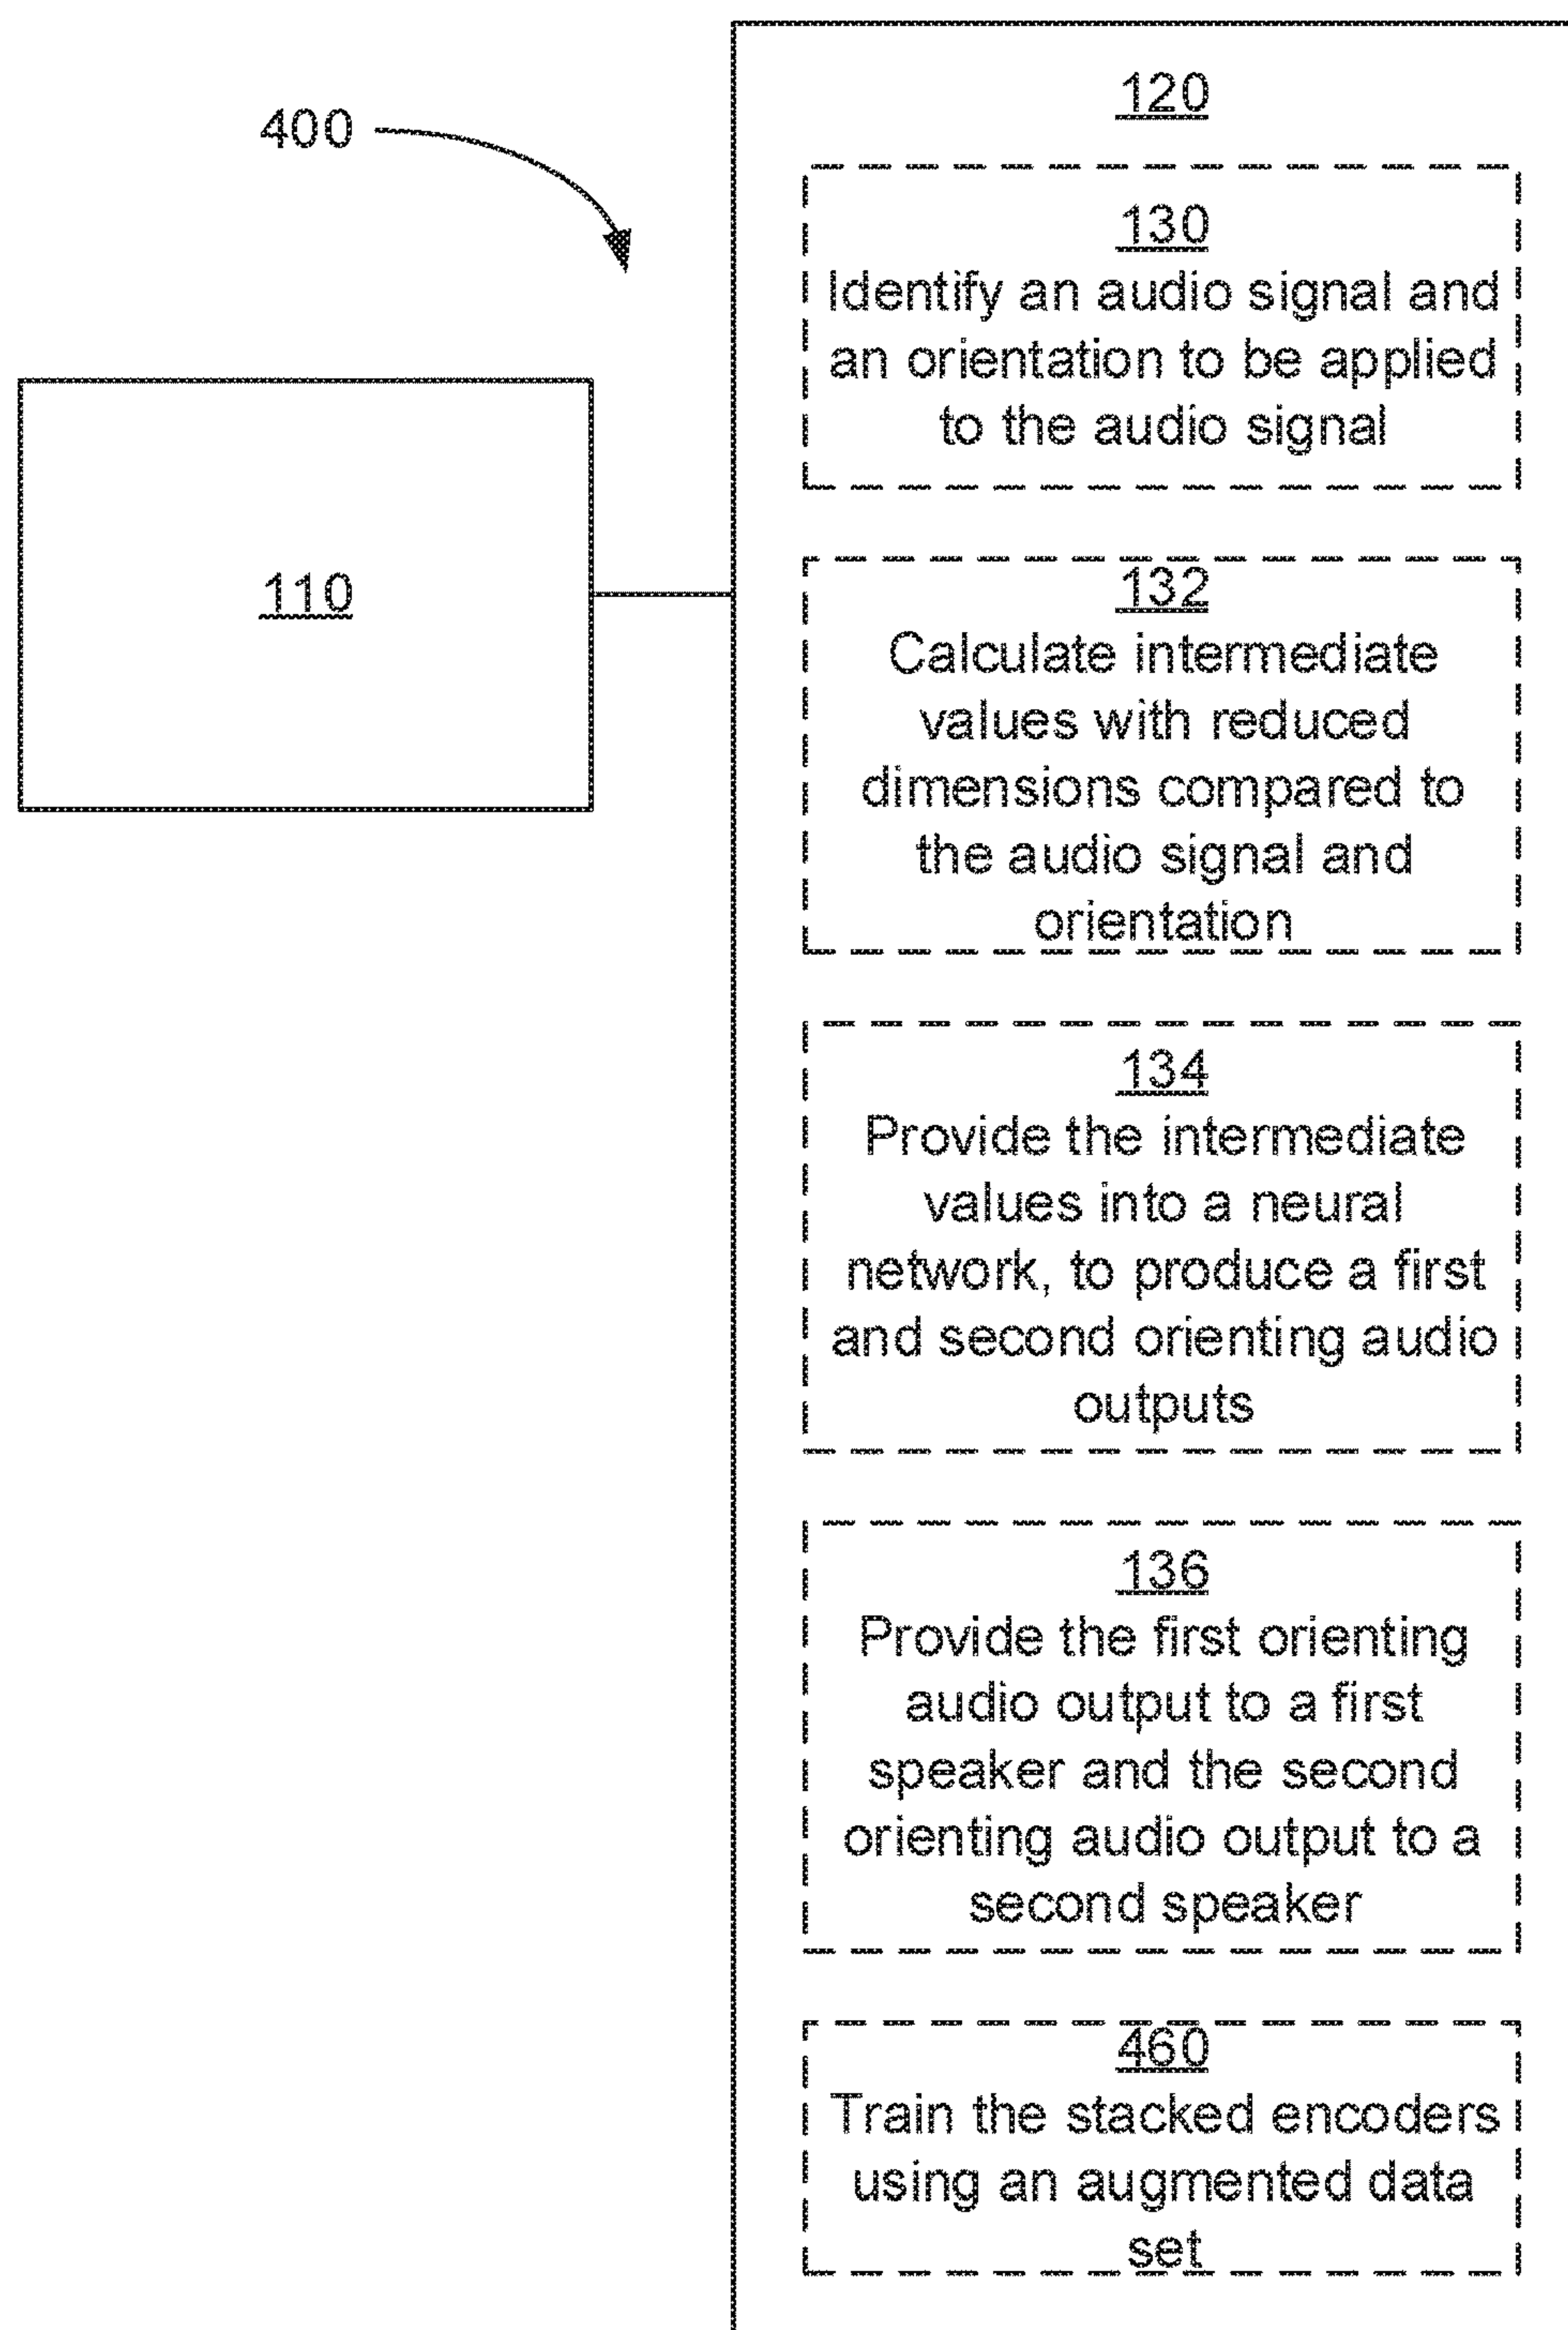 400
110
120
130
Identify an audio signal and
an orientation to be applied
to the audio signal
132
Calculate intermediate
values with reduced
dimensions compared to
the audio signal and
orientation
134
Provide the intermediate
values into a neural
network, to produce a first
and second orienting audio
outputs
136
Provide the first orienting
audio output to a first
speaker and the second
orienting audio output to a
second speaker
460
Train the stacked encoders
using an augmented data
set